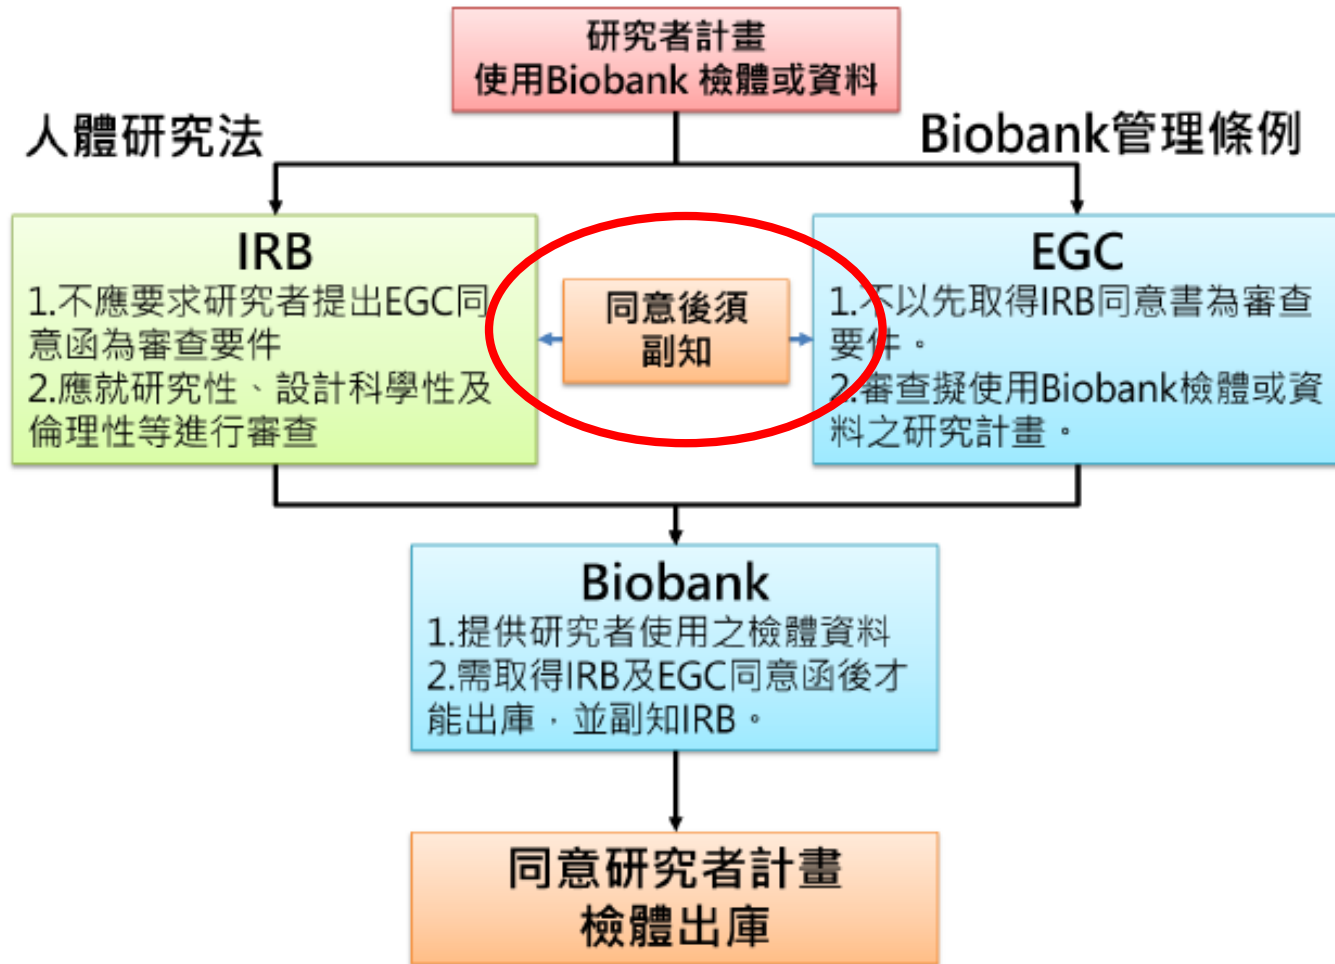 研究者計畫
使用Biobank 檢體或資料
人體研究法
Biobank管理條例
IRB
1.不應要求研究者提出EGC同
意函為審查要件
2.應就研究性、設計科學性及
倫理性等進行審查
同意後須
副知
EGC
1.不以先取得IRB同意書為審查
要件。
2.審查擬使用Biobank檢體或資
料之研究計畫。
Biobank
1.提供研究者使用之檢體資料
2.需取得IRB及EGC同意函後才
能出庫，並副知IRB。
同意研究者計畫
檢體出庫